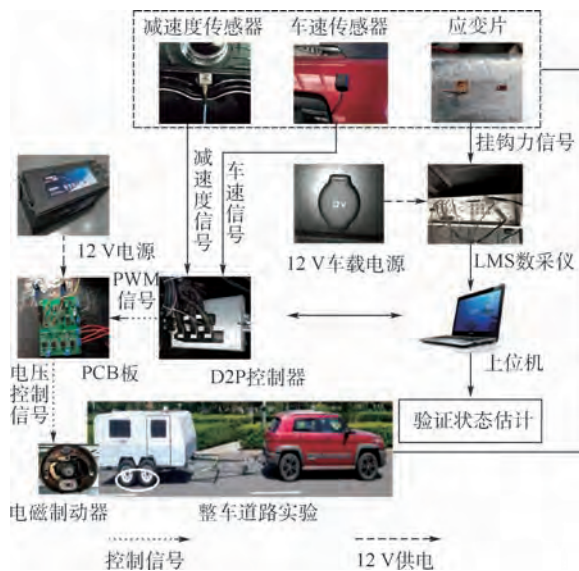 减速度传感器
车速传感器
应变片
减速度信号
车速信号
挂钩力信号
12 V
12 V电源
12 V车载电源
LMS数采仪
PWM
信号
PCB板
D2P控制器
上位机
电压
控制
信号
验证状态估计
电磁制动器
整车道路实验
控制信号
12 V供电